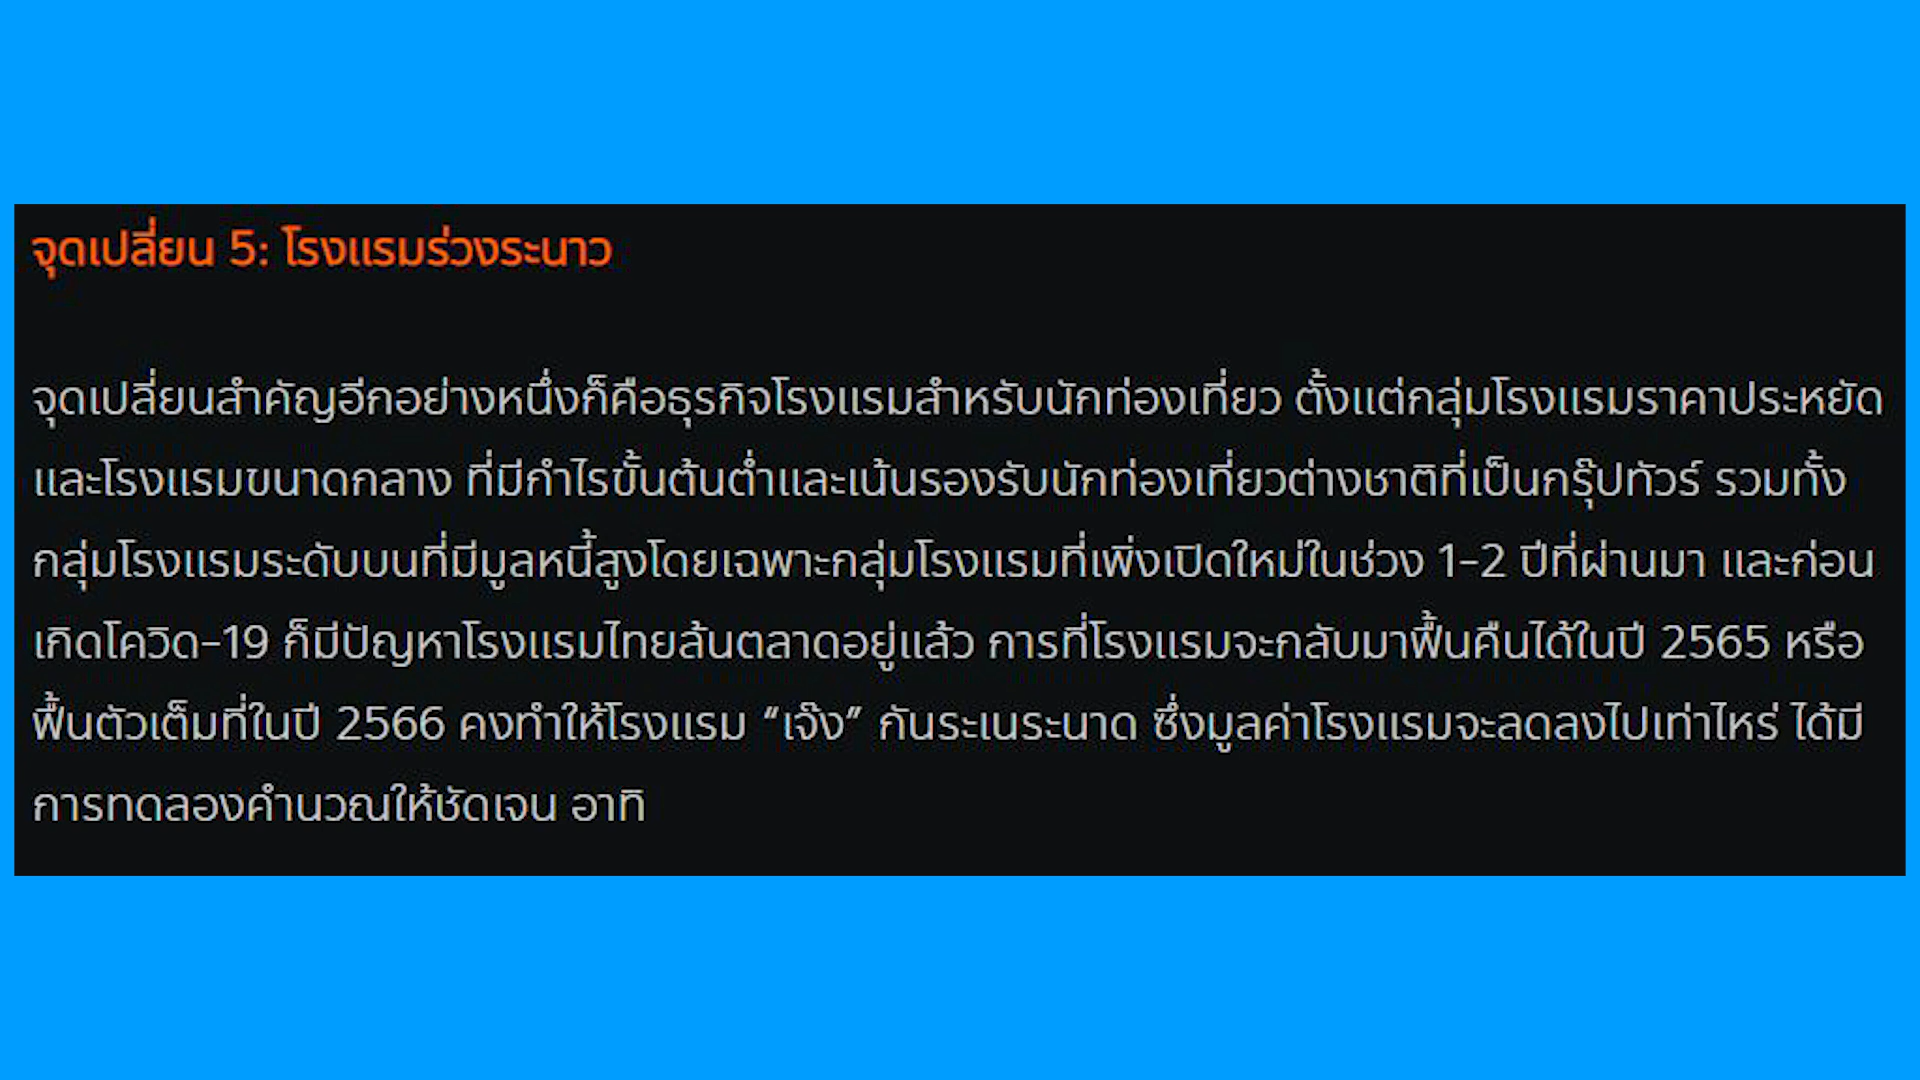 จุดเปลี่ยน 5: โรงแรมร่วงระนาว
จุดเปลี่ยนสำคัญอีกอย่างหนึ่งก็คือธุรกิจโรงแรมสำหรับนักท่องเที่ยว ตั้งแต่กลุ่มโรงแรมราคาประหยัด
และโรงแรมขนาดกลาง ที่มีกำไรขั้นต้นต่ำและเน้นรองรับนักท่องเที่ยวต่างชาติที่เป็นกรุ๊ปทัวร์ รวมทั้ง
กลุ่มโรงแรมระดับบนที่มีมูลหนี้สูงโดยเฉพาะกลุ่มโรงแรมที่เพิ่งเปิดใหม่ในช่วง 1-2 ปีที่ผ่านมา และก่อน
เกิดโควิด-19 ก็มีปัญหาโรงแรมไทยล้นตลาดอยู่แล้ว การที่โรงแรมจะกลับมาฟื้นคืนได้ในปี 2565 หรือ
ฟื้นตัวเต็มที่ในปี 2566 คงทำให้โรงแรม “เจ๊ง” กันระเนระนาด ซึ่งมูลค่าโรงแรมจะลดลงไปเท่าไหร่ ได้มี
การทดลองคำนวณให้ชัดเจน อาทิ